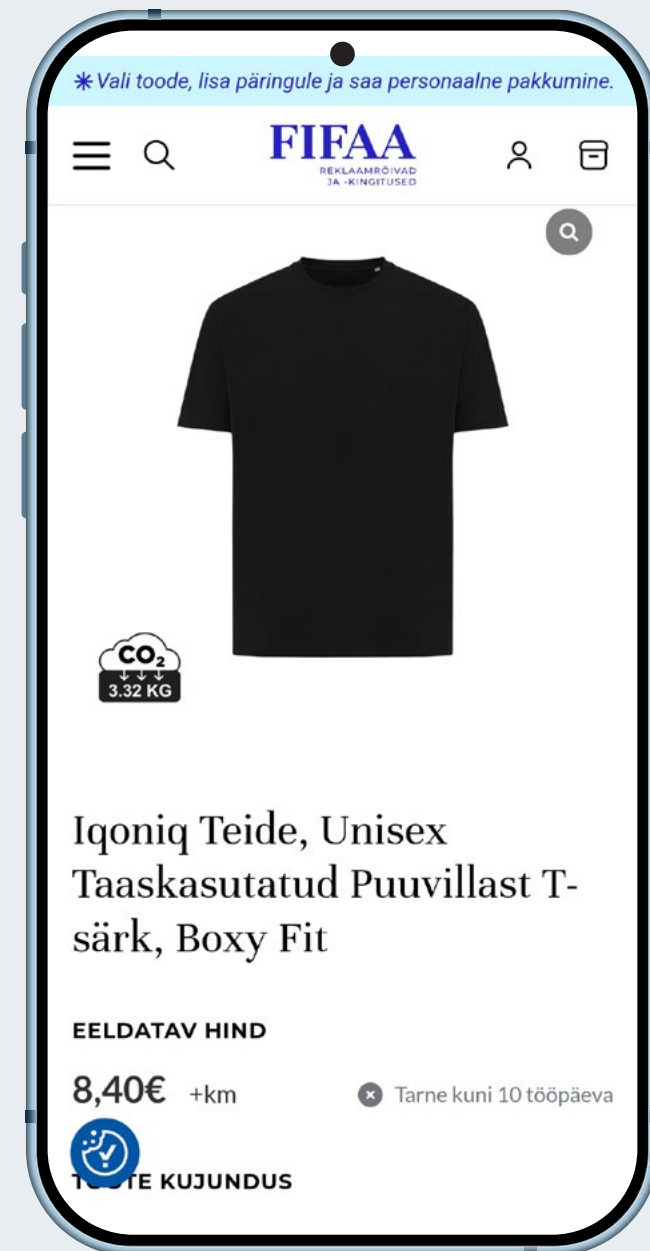 Vali toode, lisa päringule ja saa personaalne pakkumine.
FIFAA
REKLAAMRÕIVAD
JA -KINGITUSED
CO₂
3.32 KG
Iqoniq Teide, Unisex
Taaskasutatud Puuvillast T-
särk, Boxy Fit
EELDATAV HIND
8,40€ +km
Tarne kuni 10 tööpäeva
TOOTE KUJUNDUS